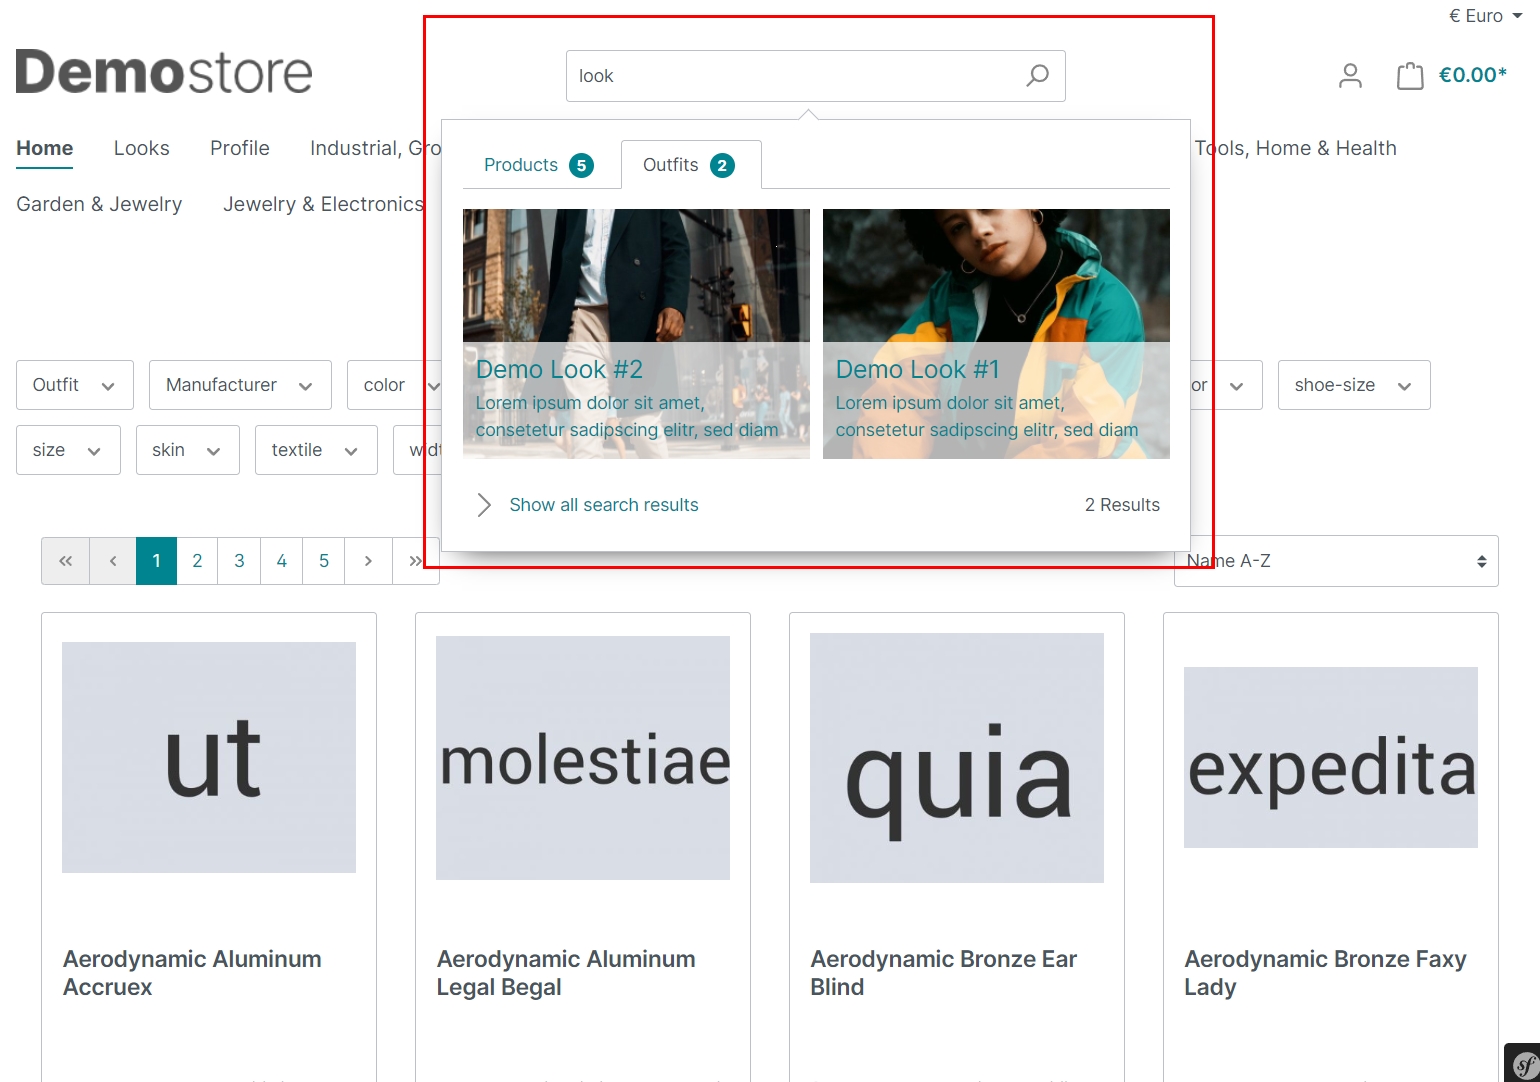 € Euro
Demostore
look
€0.00*
Home Looks Profile Industrial, Gro Tools, Home & Health
Products 5 Outfits 2
Garden & Jewelry Jewelry & Electronics
Demo Look #2
Lorem ipsum dolor sit amet,
consetetur sadipscing elitr, sed diam
Demo Look #1
Lorem ipsum dolor sit amet,
consetetur sadipscing elitr, sed diam
Outfit Manufacturer color or shoe-size
size skin textile widt
Show all search results 2 Results
« ‹ 1 2 3 4 5 › »
Name A-Z
ut
molestiae
quia
expedita
Aerodynamic Aluminum
Accruex
Aerodynamic Aluminum
Legal Begal
Aerodynamic Bronze Ear
Blind
Aerodynamic Bronze Faxy
Lady
sf